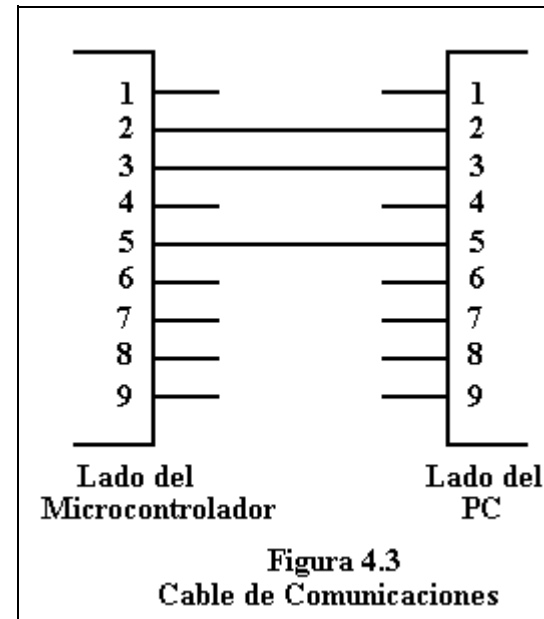 1 1
2 2
3 3
4 4
5 5
6 6
7 7
8 8
9 9
Lado del Lado del
Microcontrolador PC
Figura 4.3
Cable de Comunicaciones